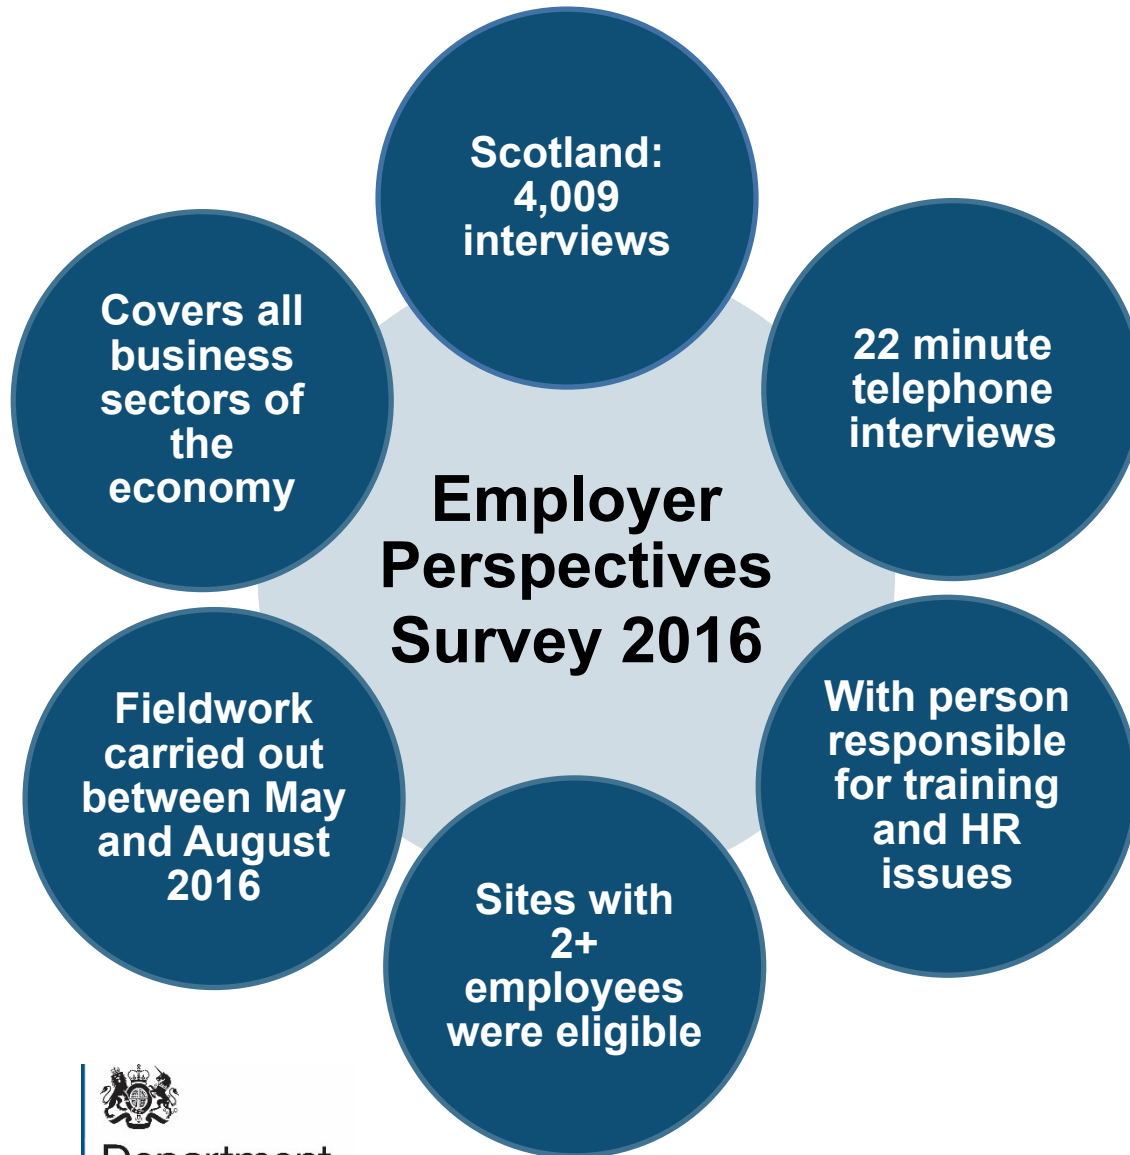 Scotland:
4,009
interviews
22 minute
telephone
interviews
With person
responsible
for training
and HR
issues
Sites with
2+
employees
were eligible
Fieldwork
carried out
between May
and August
2016
Covers all
business
sectors of
the
economy
Employer
Perspectives
Survey 2016
Department